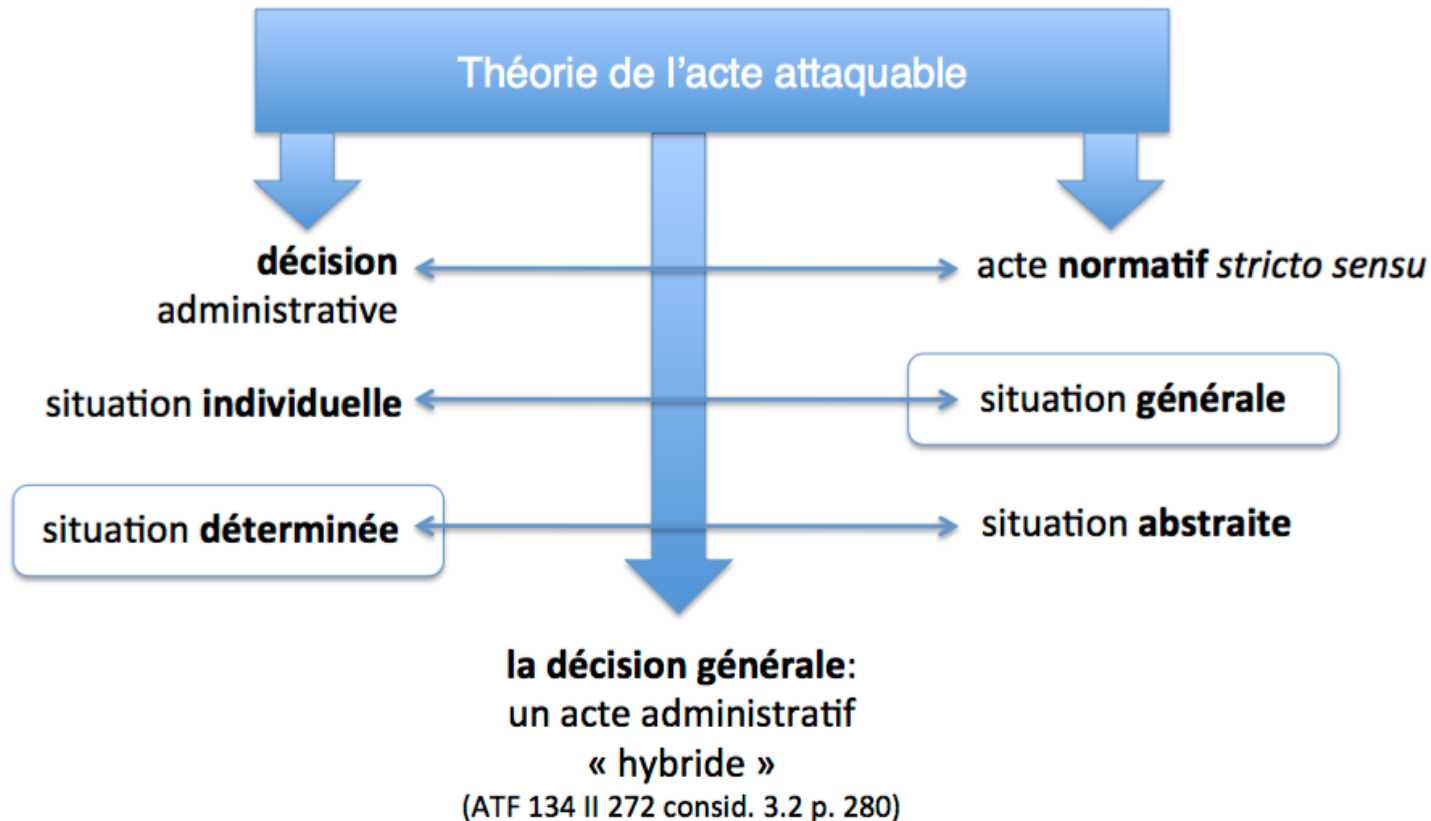 Théorie de l'acte attaquable
décision
administrative
acte normatif stricto sensu
situation individuelle
situation générale
situation déterminée
situation abstraite
la décision générale:
un acte administratif
« hybride »
(ATF 134 II 272 consid. 3.2 p. 280)